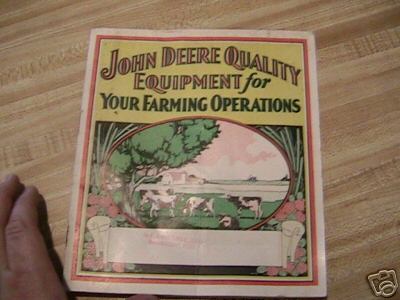 JOHN DEERE QUALITY
EQUIPMENT for
YOUR FARMING OPERATIONS